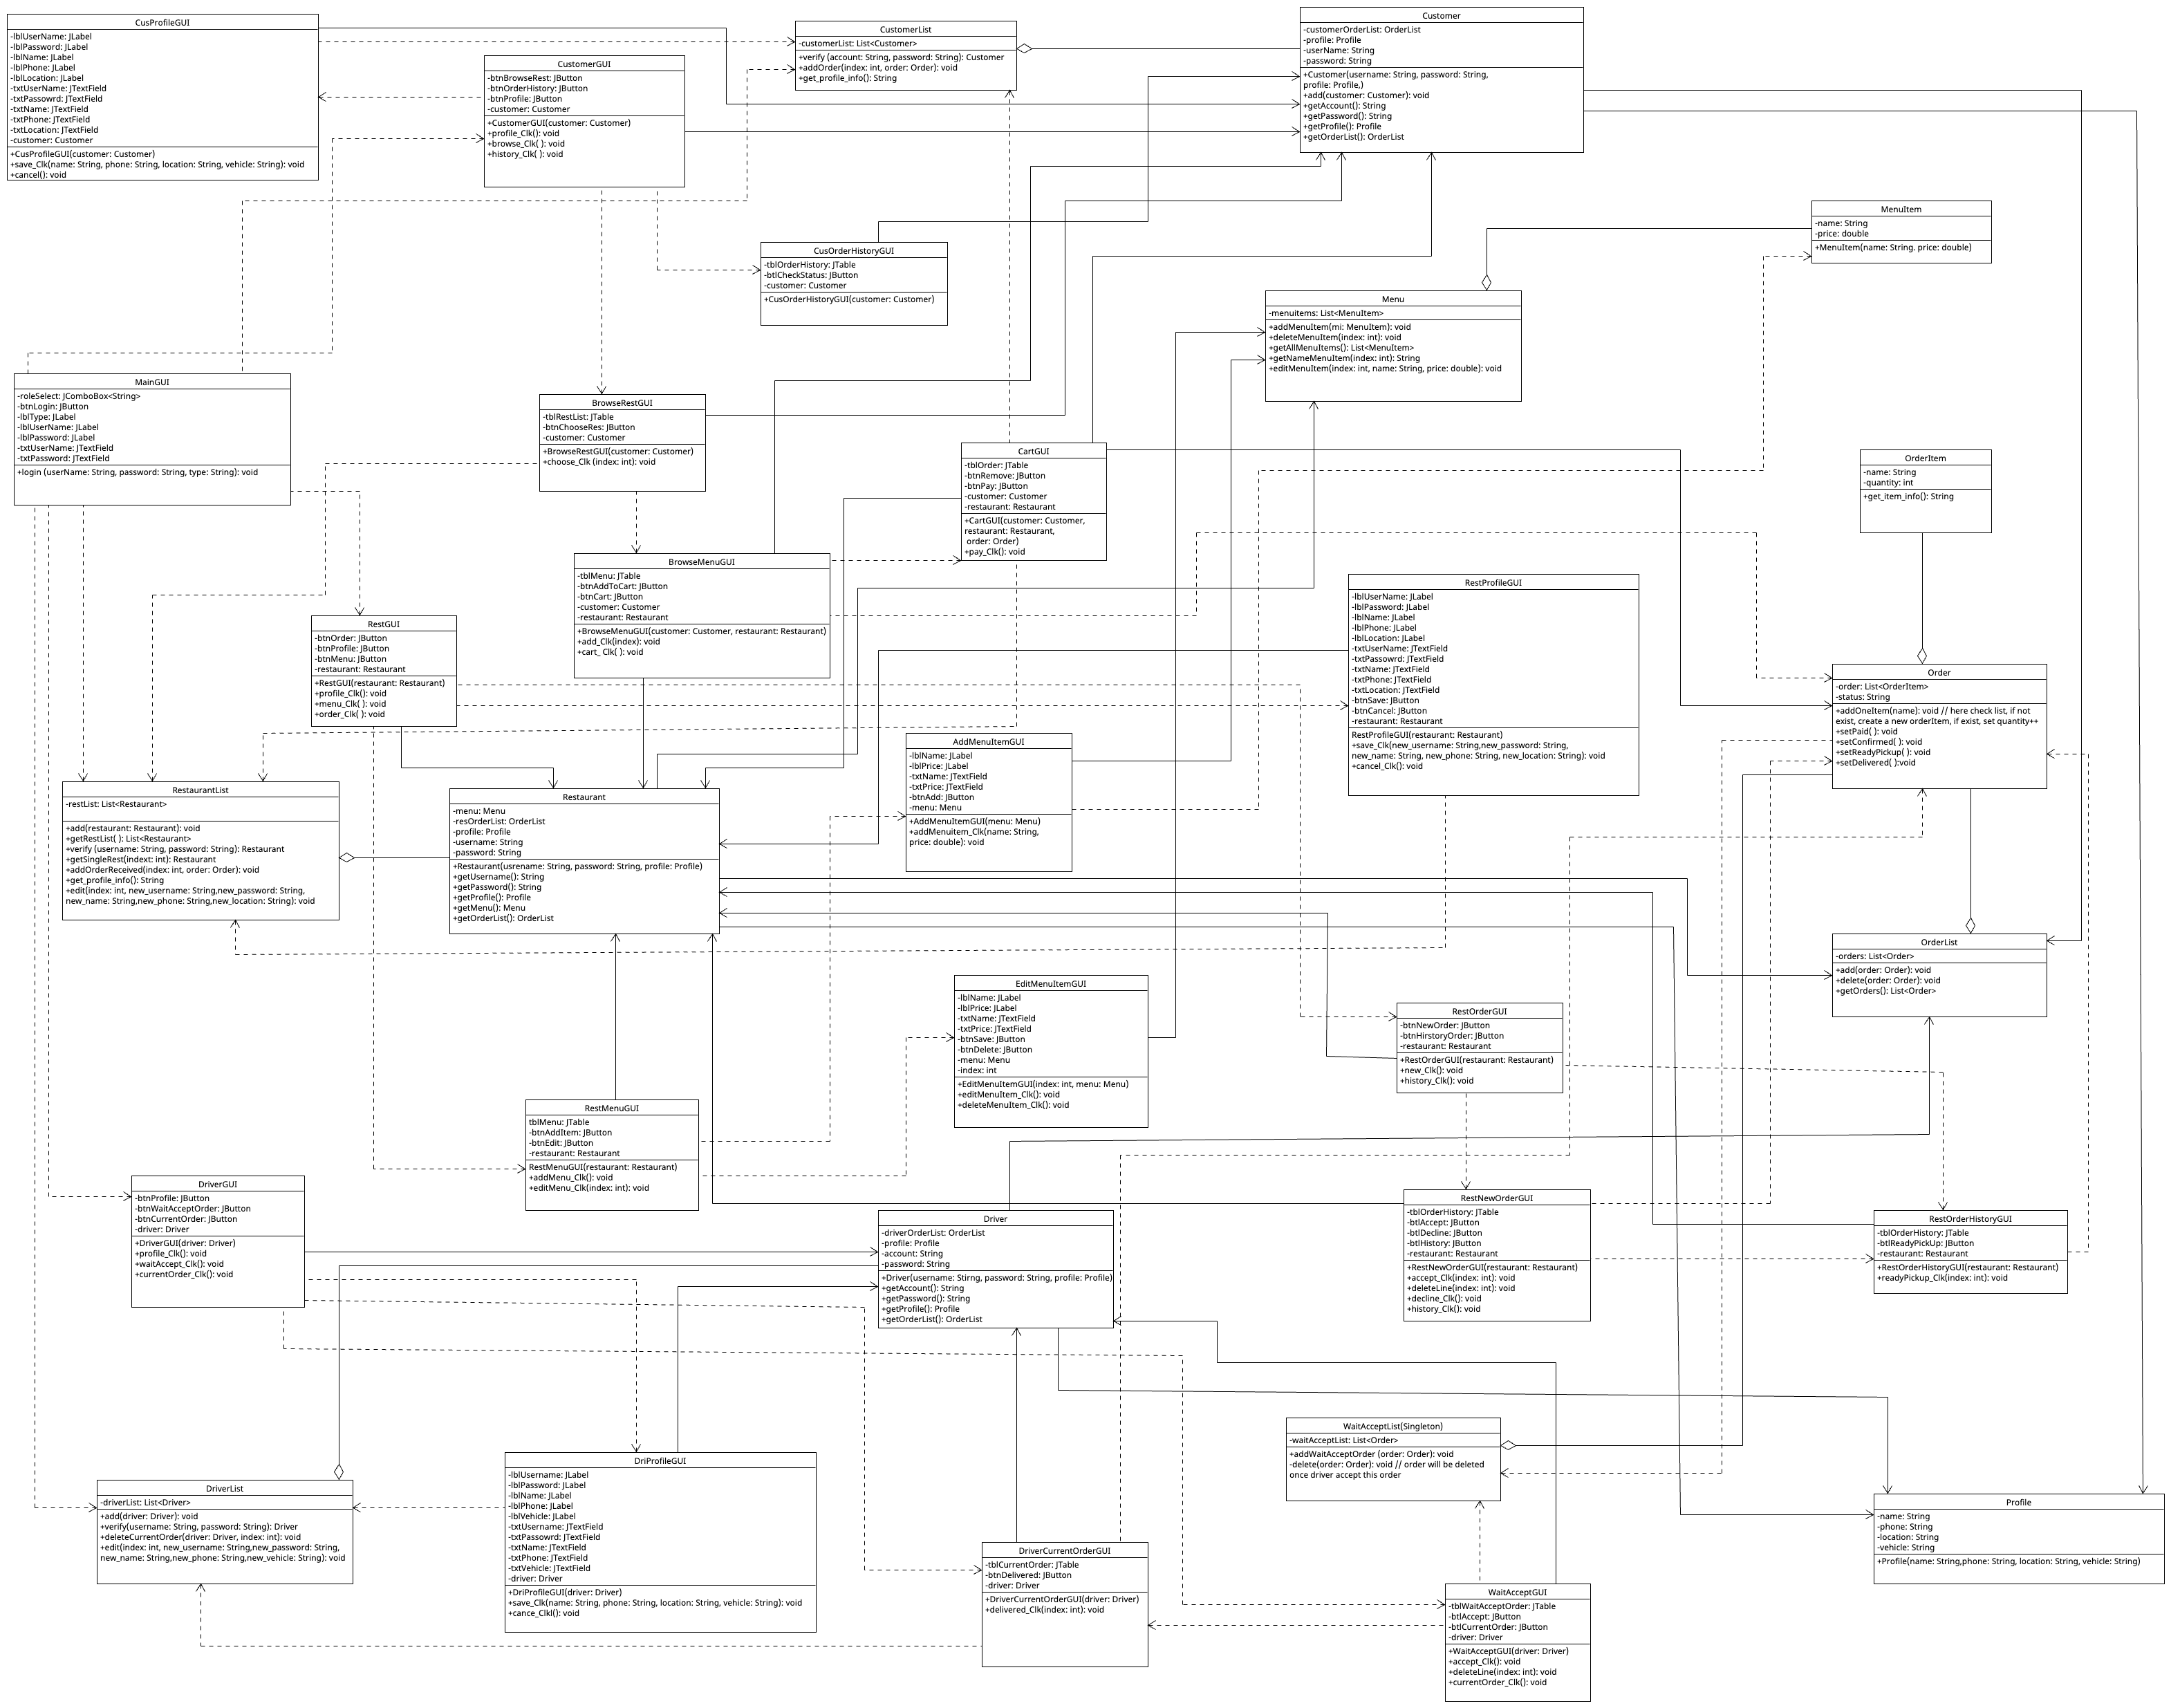 CusProfileGUI
-lblUserName: JLabel
-lblPassword: JLabel
-lblName: JLabel
-lblPhone: JLabel
-lblLocation: JLabel
-txtUserName: JTextField
-txtPassowrd: JTextField
-txtName: JTextField
-txtPhone: JTextField
-txtLocation: JTextField
-customer: Customer
+CusProfileGUI(customer: Customer)
+save_Clk(name: String, phone: String, location: String, vehicle: String): void
+cancel(): void
CustomerGUI
-btnBrowseRest: JButton
-btnOrderHistory: JButton
-btnProfile: JButton
-customer: Customer
+CustomerGUI(customer: Customer)
+profile_Clk(): void
+browse_Clk( ): void
+history_Clk( ): void
CustomerList
-customerList: List<Customer>
+verify (account: String, password: String): Customer
+addOrder(index: int, order: Order): void
+get_profile_info(): String
Customer
-customerOrderList: OrderList
-profile: Profile
-userName: String
-password: String
+Customer(username: String, password: String,
profile: Profile,)
+add(customer: Customer): void
+getAccount(): String
+getPassword(): String
+getProfile(): Profile
+getOrderList(): OrderList
MenuItem
-name: String
-price: double
+MenuItem(name: String. price: double)
CusOrderHistoryGUI
-tblOrderHistory: JTable
-btlCheckStatus: JButton
-customer: Customer
+CusOrderHistoryGUI(customer: Customer)
Menu
-menuitems: List<MenuItem>
+addMenuItem(mi: MenuItem): void
+deleteMenuItem(index: int): void
+getAllMenuItems(): List<MenuItem>
+getNameMenuItem(index: int): String
+editMenuItem(index: int, name: String, price: double): void
MainGUI
-roleSelect: JComboBox<String>
-btnLogin: JButton
-lblType: JLabel
-lblUserName: JLabel
-lblPassword: JLabel
-txtUserName: JTextField
-txtPassword: JTextField
+login (userName: String, password: String, type: String): void
BrowseRestGUI
-tblRestList: JTable
-btnChooseRes: JButton
-customer: Customer
+BrowseRestGUI(customer: Customer)
+choose_Clk (index: int): void
CartGUI
-tblOrder: JTable
-btnRemove: JButton
-btnPay: JButton
-customer: Customer
-restaurant: Restaurant
+CartGUI(customer: Customer,
restaurant: Restaurant,
order: Order)
+pay_Clk(): void
OrderItem
-name: String
-quantity: int
+get_item_info(): String
BrowseMenuGUI
-tblMenu: JTable
-btnAddToCart: JButton
-btnCart: JButton
-customer: Customer
-restaurant: Restaurant
+BrowseMenuGUI(customer: Customer, restaurant: Restaurant)
+add_Clk(index): void
+cart_ Clk( ): void
RestProfileGUI
-lblUserName: JLabel
-lblPassword: JLabel
-lblName: JLabel
-lblPhone: JLabel
-lblLocation: JLabel
-txtUserName: JTextField
-txtPassowrd: JTextField
-txtName: JTextField
-txtPhone: JTextField
-txtLocation: JTextField
-btnSave: JButton
-btnCancel: JButton
-restaurant: Restaurant
RestProfileGUI(restaurant: Restaurant)
+save_Clk(new_username: String,new_password: String,
new_name: String, new_phone: String, new_location: String): void
+cancel_Clk(): void
RestGUI
-btnOrder: JButton
-btnProfile: JButton
-btnMenu: JButton
-restaurant: Restaurant
+RestGUI(restaurant: Restaurant)
+profile_Clk(): void
+menu_Clk( ): void
+order_Clk( ): void
Order
-order: List<OrderItem>
-status: String
+addOneItem(name): void // here check list, if not
exist, create a new orderItem, if exist, set quantity++
+setPaid( ): void
+setConfirmed( ): void
+setReadyPickup( ): void
+setDelivered( ):void
AddMenuItemGUI
-lblName: JLabel
-lblPrice: JLabel
-txtName: JTextField
-txtPrice: JTextField
-btnAdd: JButton
-menu: Menu
+AddMenuItemGUI(menu: Menu)
+addMenuitem_Clk(name: String,
price: double): void
RestaurantList
-restList: List<Restaurant>
+add(restaurant: Restaurant): void
+getRestList( ): List<Restaurant>
+verify (username: String, password: String): Restaurant
+getSingleRest(indext: int): Restaurant
+addOrderReceived(index: int, order: Order): void
+get_profile_info(): String
+edit(index: int, new_username: String,new_password: String,
new_name: String,new_phone: String,new_location: String): void
Restaurant
-menu: Menu
-resOrderList: OrderList
-profile: Profile
-username: String
-password: String
+Restaurant(usrename: String, password: String, profile: Profile)
+getUsername(): String
+getPassword(): String
+getProfile(): Profile
+getMenu(): Menu
+getOrderList(): OrderList
OrderList
-orders: List<Order>
+add(order: Order): void
+delete(order: Order): void
+getOrders(): List<Order>
EditMenuItemGUI
-lblName: JLabel
-lblPrice: JLabel
-txtName: JTextField
-txtPrice: JTextField
-btnSave: JButton
-btnDelete: JButton
-menu: Menu
-index: int
+EditMenuItemGUI(index: int, menu: Menu)
+editMenuItem_Clk(): void
+deleteMenuItem_Clk(): void
RestOrderGUI
-btnNewOrder: JButton
-btnHirstoryOrder: JButton
-restaurant: Restaurant
+RestOrderGUI(restaurant: Restaurant)
+new_Clk(): void
+history_Clk(): void
RestMenuGUI
tblMenu: JTable
-btnAddItem: JButton
-btnEdit: JButton
-restaurant: Restaurant
RestMenuGUI(restaurant: Restaurant)
+addMenu_Clk(): void
+editMenu_Clk(index: int): void
DriverGUI
-btnProfile: JButton
-btnWaitAcceptOrder: JButton
-btnCurrentOrder: JButton
-driver: Driver
+DriverGUI(driver: Driver)
+profile_Clk(): void
+waitAccept_Clk(): void
+currentOrder_Clk(): void
Driver
-driverOrderList: OrderList
-profile: Profile
-account: String
-password: String
+Driver(username: Stirng, password: String, profile: Profile)
+getAccount(): String
+getPassword(): String
+getProfile(): Profile
+getOrderList(): OrderList
RestNewOrderGUI
-tblOrderHistory: JTable
-btlAccept: JButton
-btlDecline: JButton
-btlHistory: JButton
-restaurant: Restaurant
+RestNewOrderGUI(restaurant: Restaurant)
+accept_Clk(index: int): void
+deleteLine(index: int): void
+decline_Clk(): void
+history_Clk(): void
RestOrderHistoryGUI
-tblOrderHistory: JTable
-btlReadyPickUp: JButton
-restaurant: Restaurant
+RestOrderHistoryGUI(restaurant: Restaurant)
+readyPickup_Clk(index: int): void
WaitAcceptList(Singleton)
-waitAcceptList: List<Order>
+addWaitAcceptOrder (order: Order): void
-delete(order: Order): void // order will be deleted
once driver accept this order
DriProfileGUI
-lblUsername: JLabel
-lblPassword: JLabel
-lblName: JLabel
-lblPhone: JLabel
-lblVehicle: JLabel
-txtUsername: JTextField
-txtPassowrd: JTextField
-txtName: JTextField
-txtPhone: JTextField
-txtVehicle: JTextField
-driver: Driver
+DriProfileGUI(driver: Driver)
+save_Clk(name: String, phone: String, location: String, vehicle: String): void
+cance_Clkl(): void
DriverList
-driverList: List<Driver>
+add(driver: Driver): void
+verify(username: String, password: String): Driver
+deleteCurrentOrder(driver: Driver, index: int): void
+edit(index: int, new_username: String,new_password: String,
new_name: String,new_phone: String,new_vehicle: String): void
Profile
-name: String
-phone: String
-location: String
-vehicle: String
+Profile(name: String,phone: String, location: String, vehicle: String)
DriverCurrentOrderGUI
-tblCurrentOrder: JTable
-btnDelivered: JButton
-driver: Driver
+DriverCurrentOrderGUI(driver: Driver)
+delivered_Clk(index: int): void
WaitAcceptGUI
-tblWaitAcceptOrder: JTable
-btlAccept: JButton
-btlCurrentOrder: JButton
-driver: Driver
+WaitAcceptGUI(driver: Driver)
+accept_Clk(): void
+deleteLine(index: int): void
+currentOrder_Clk(): void